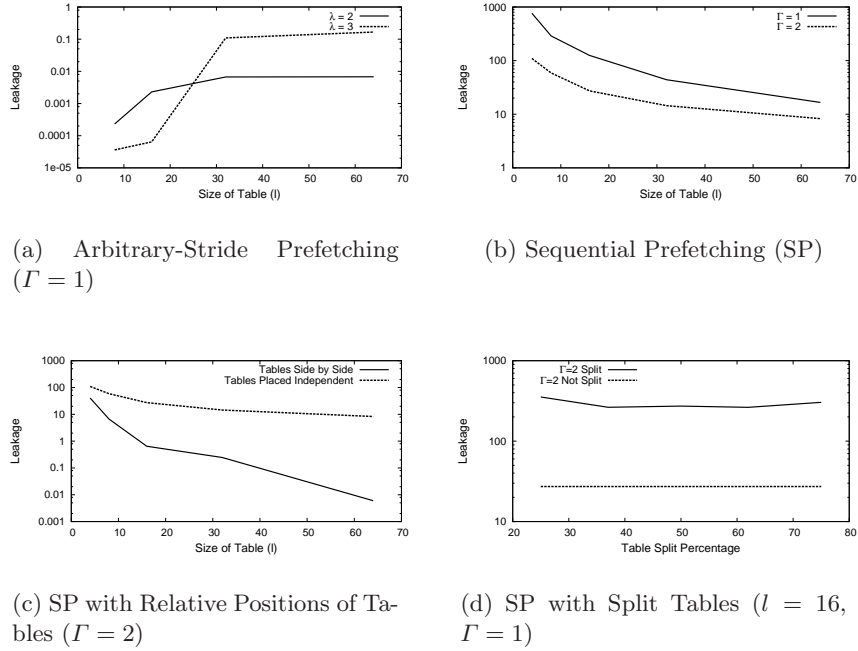 1
0.1
0.01
0.001
0.0001
1e-05
0 10 20 30 40 50 60 70
Leakage
Size of Table (l)
λ = 2
λ = 3
(a) Arbitrary-Stride Prefetching
(Γ = 1)
1000
100
10
1
0 10 20 30 40 50 60 70
Leakage
Size of Table (l)
Γ = 1
Γ = 2
(b) Sequential Prefetching (SP)
1000
100
10
1
0.1
0.01
0.001
0 10 20 30 40 50 60 70
Leakage
Size of Table (l)
Tables Side by Side
Tables Placed Independent
(c) SP with Relative Positions of Ta-
bles (Γ = 2)
1000
100
10
20 30 40 50 60 70 80
Leakage
Table Split Percentage
Γ=2 Split
Γ=2 Not Split
(d) SP with Split Tables (l = 16,
Γ = 1)